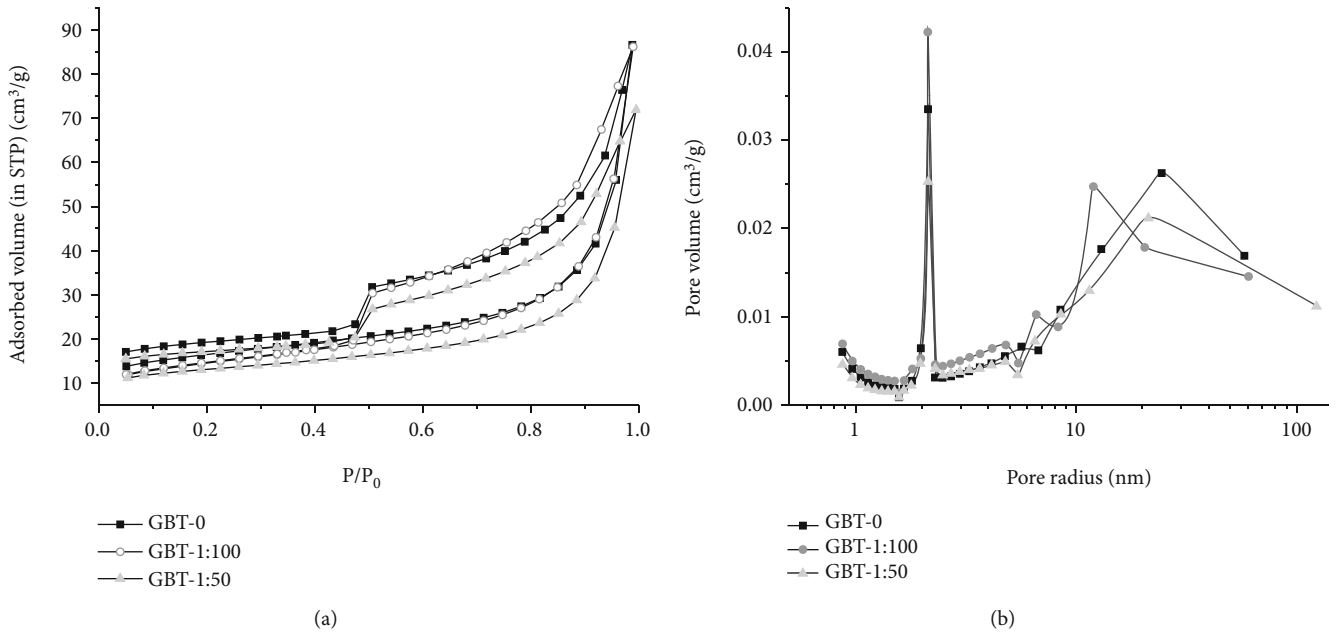 Adsorbed volume (in STP) (cm³/g)
90
80
70
60
50
40
30
20
10
0.0
0.2
0.4
0.6
0.8
1.0
P/P₀
GBT-0
GBT-1:100
GBT-1:50
(a)
Pore volume (cm³/g)
0.04
0.03
0.02
0.01
0.00
1
10
100
Pore radius (nm)
GBT-0
GBT-1:100
GBT-1:50
(b)